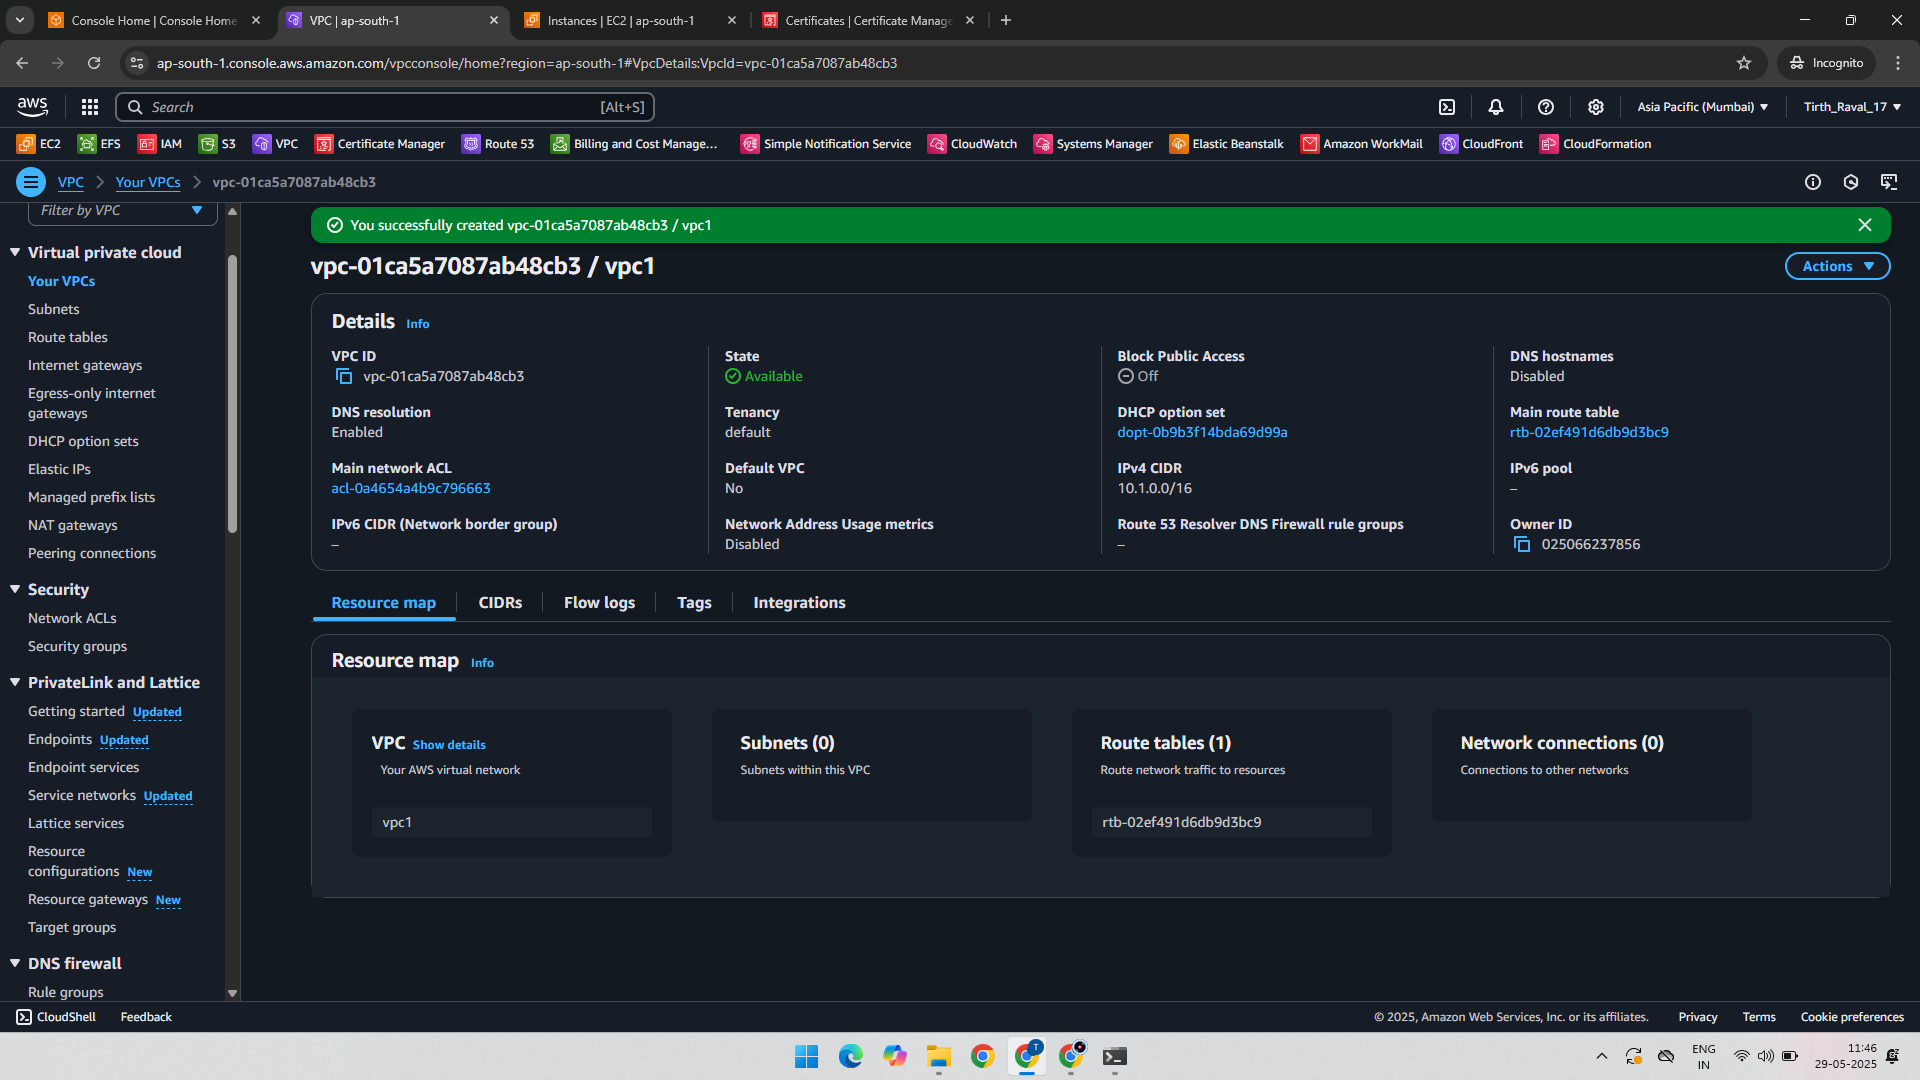 Console Home | Console Home
VPC | ap-south-1
Instances | EC2 | ap-south-1
Certificates | Certificate Manage
ap-south-1.console.aws.amazon.com/vpcconsole/home?region=ap-south-1#VpcDetails:VpcId=vpc-01ca5a7087ab48cb3
Incognito
aws
Search
[Alt+S]
Asia Pacific (Mumbai)
Tirth_Raval_17
EC2
EFS
IAM
S3
VPC
Certificate Manager
Route 53
Billing and Cost Manage...
Simple Notification Service
CloudWatch
Systems Manager
Elastic Beanstalk
Amazon WorkMail
CloudFront
CloudFormation
VPC
Your VPCs
vpc-01ca5a7087ab48cb3
Filter by VPC
Virtual private cloud
Your VPCs
Subnets
Route tables
Internet gateways
Egress-only internet
gateways
DHCP option sets
Elastic IPs
Managed prefix lists
NAT gateways
Peering connections
Security
Network ACLs
Security groups
PrivateLink and Lattice
Getting started Updated
Endpoints Updated
Endpoint services
Service networks Updated
Lattice services
Resource
configurations New
Resource gateways New
Target groups
DNS firewall
Rule groups
You successfully created vpc-01ca5a7087ab48cb3 / vpc1
vpc-01ca5a7087ab48cb3 / vpc1
Actions
Details Info
VPC ID
vpc-01ca5a7087ab48cb3
State
Available
Block Public Access
Off
DNS hostnames
Disabled
DNS resolution
Enabled
Tenancy
default
DHCP option set
dopt-0b9b3f14bda69d99a
Main route table
rtb-02ef491d6db9d3bc9
Main network ACL
acl-0a4654a4b9c796663
Default VPC
No
IPv4 CIDR
10.1.0.0/16
IPv6 pool
–
IPv6 CIDR (Network border group)
–
Network Address Usage metrics
Disabled
Route 53 Resolver DNS Firewall rule groups
–
Owner ID
025066237856
Resource map
CIDRs
Flow logs
Tags
Integrations
Resource map Info
VPC Show details
Your AWS virtual network
vpc1
Subnets (0)
Subnets within this VPC
Route tables (1)
Route network traffic to resources
rtb-02ef491d6db9d3bc9
Network connections (0)
Connections to other networks
CloudShell
Feedback
© 2025, Amazon Web Services, Inc. or its affiliates.
Privacy
Terms
Cookie preferences
T
ENG
IN
11:46
29-05-2025